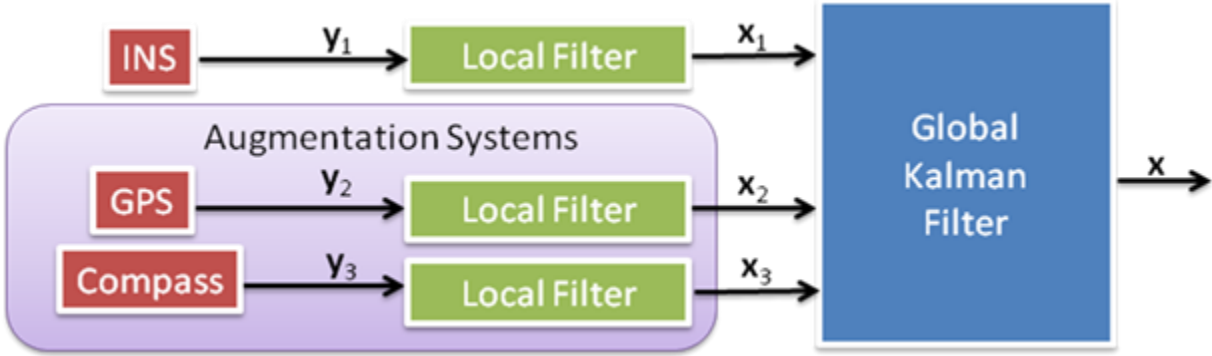 INS
y₁
Local Filter
x₁
Augmentation Systems
GPS
y₂
Local Filter
x₂
Compass
y₃
Local Filter
x₃
Global
Kalman
Filter
x